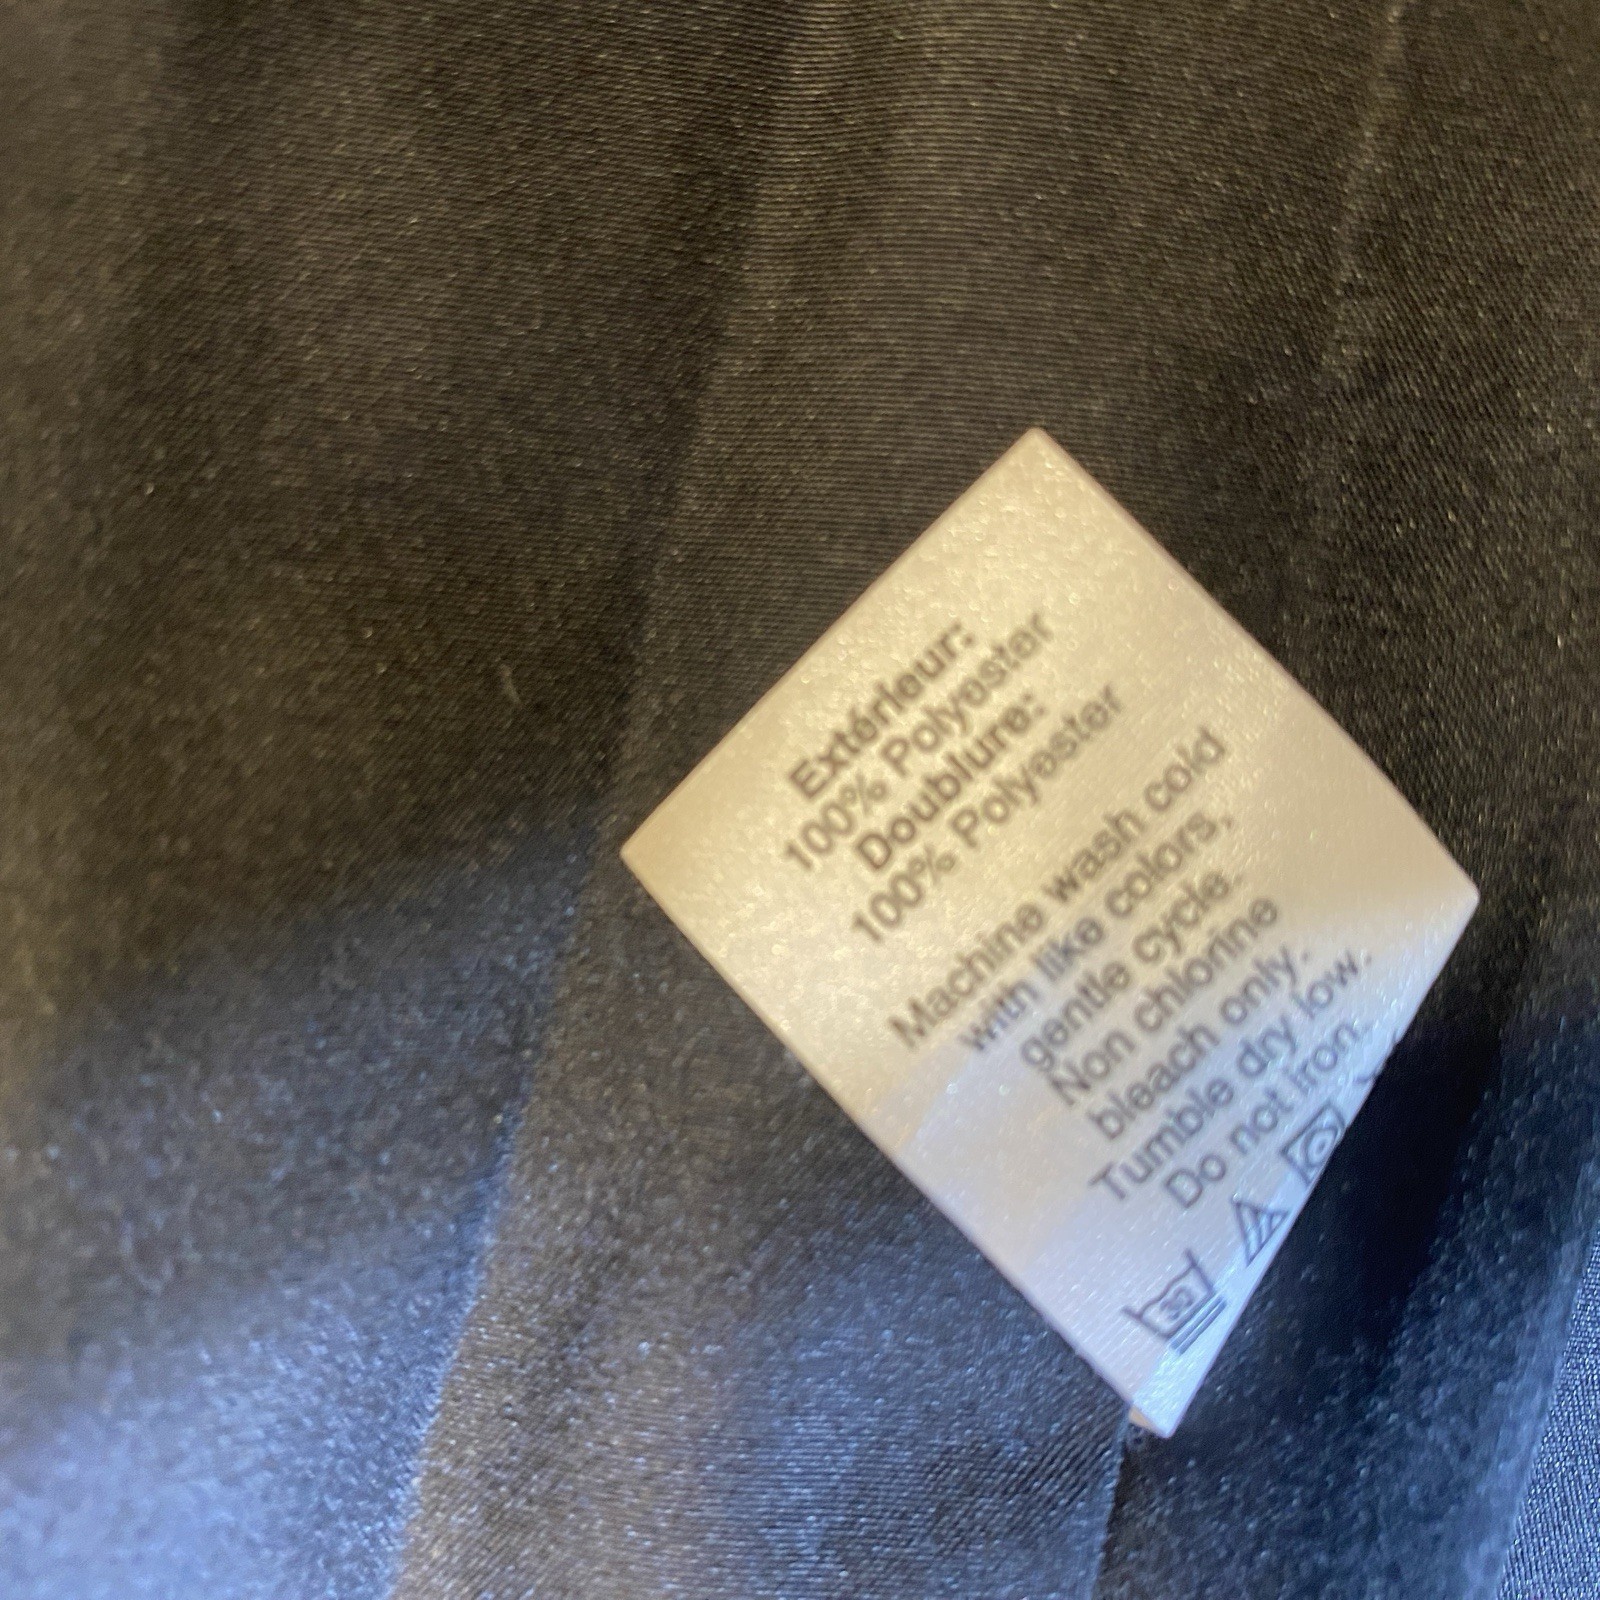 Extérieur:
100% Polyester
Doublure:
100% Polyester
Machine wash cold
with like colors,
gentle cycle.
Non chlorine
bleach only.
Tumble dry low.
Do not iron.
30